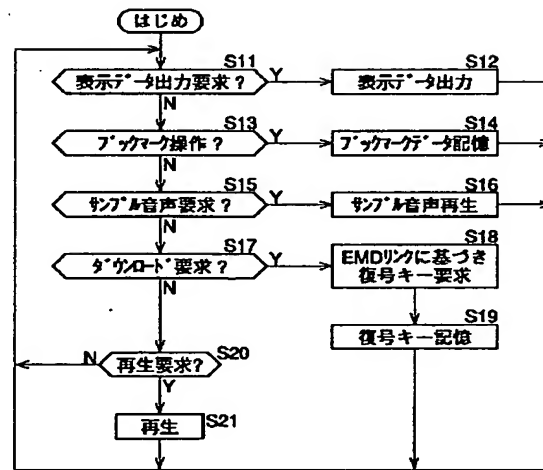 はじめ
S11
表示データ出力要求？
Y
S12
表示データ出力
N
S13
ブックマーク操作？
Y
S14
ブックマークデータ記憶
N
S15
サンプル音声要求？
Y
S16
サンプル音声再生
N
S17
ダウンロード要求？
Y
S18
EMDリンクに基づき
復号キー要求
N
S19
復号キー記憶
N
S20
再生要求？
Y
S21
再生